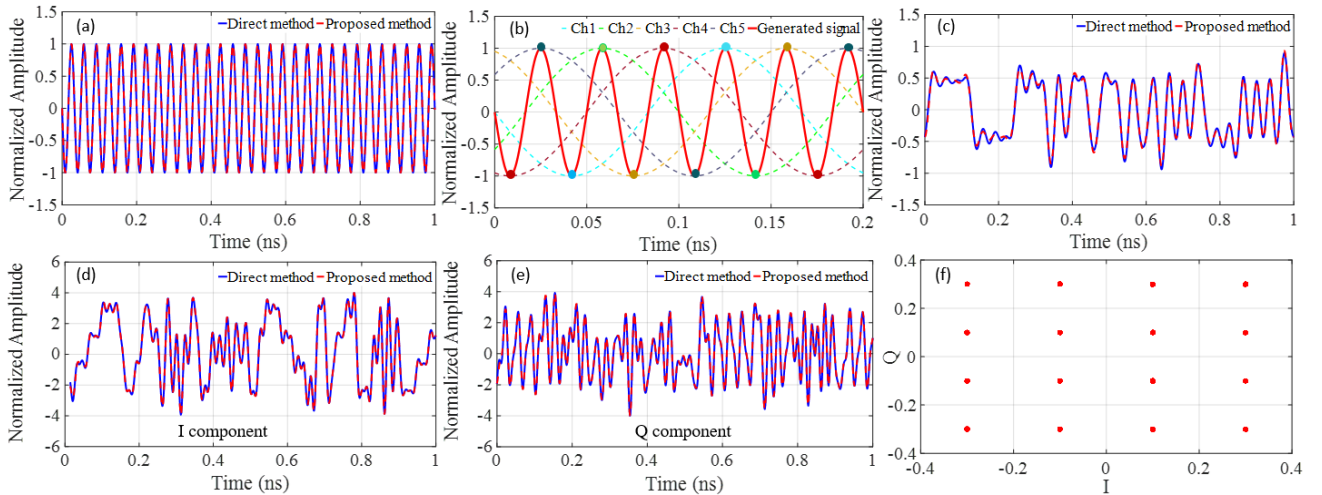 (a)
Direct method Proposed method
Normalized Amplitude
1.5
1
0.5
0
-0.5
-1
-1.5
0 0.2 0.4 0.6 0.8 1
Time (ns)
(b)
Ch1 Ch2 Ch3 Ch4 Ch5 Generated signal
Normalized Amplitude
1.5
1
0.5
0
-0.5
-1
-1.5
0 0.05 0.1 0.15 0.2
Time (ns)
(c)
Direct method Proposed method
Normalized Amplitude
1.5
1
0.5
0
-0.5
-1
-1.5
0 0.2 0.4 0.6 0.8 1
Time (ns)
(d)
Direct method Proposed method
Normalized Amplitude
6
4
2
0
-2
-4
-6
I component
0 0.2 0.4 0.6 0.8 1
Time (ns)
(e)
Direct method Proposed method
Normalized Amplitude
6
4
2
0
-2
-4
-6
Q component
0 0.2 0.4 0.6 0.8 1
Time (ns)
(f)
Q
0.4
0.2
0
-0.2
-0.4
-0.4 -0.2 0 0.2 0.4
I